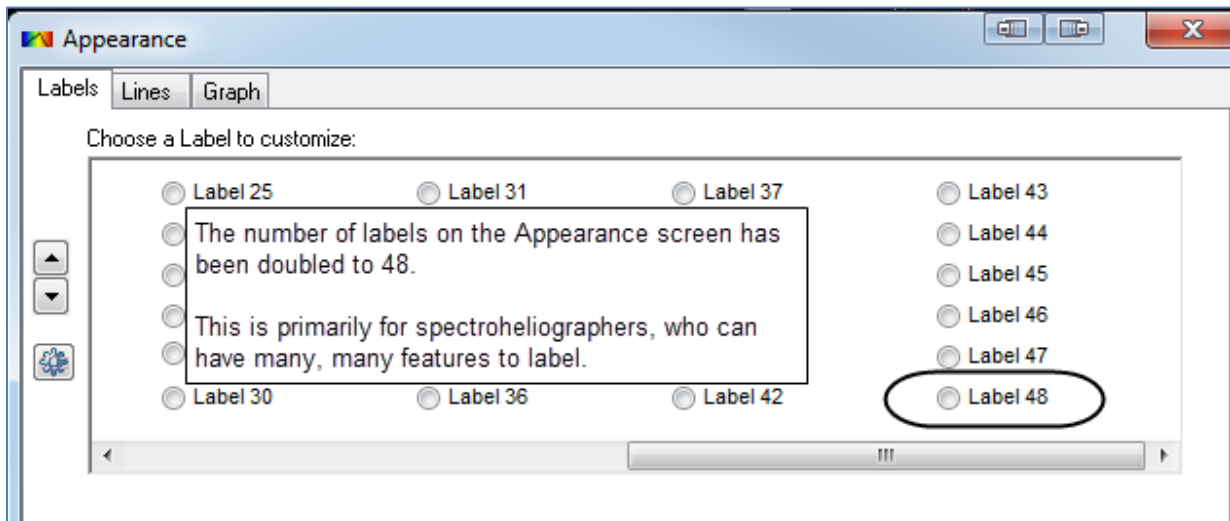 Appearance
Labels Lines Graph
Choose a Label to customize:
Label 25 Label 31 Label 37 Label 43
The number of labels on the Appearance screen has
been doubled to 48.
This is primarily for spectroheliographers, who can
have many, many features to label.
Label 44
Label 45
Label 46
Label 47
Label 30 Label 36 Label 42 Label 48